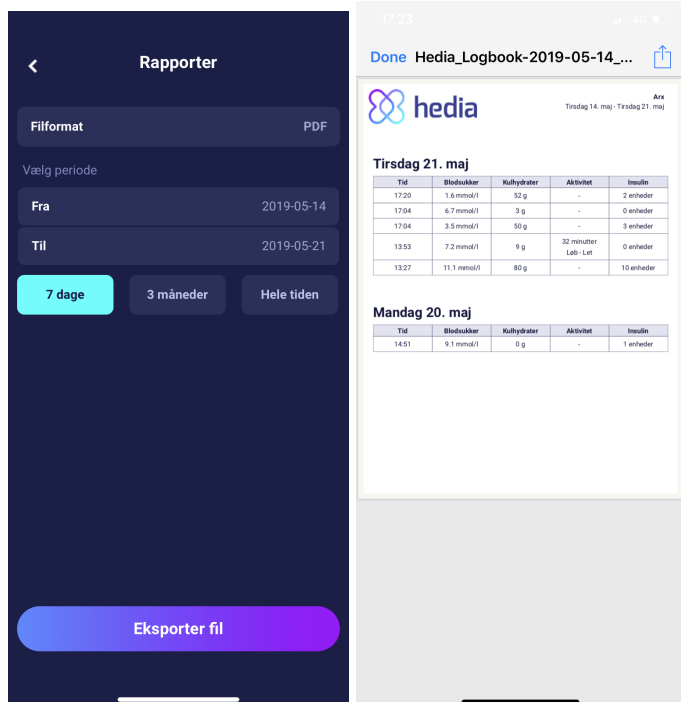 Rapporter
Filformat PDF
Vælg periode
Fra 2019-05-14
Til 2019-05-21
7 dage 3 måneder Hele tiden
Eksporter fil
17.23 4G
Done Hedia_Logbook-2019-05-14_...
hedia
Arx
Tirsdag 14. maj - Tirsdag 21. maj
Tirsdag 21. maj
Tid Blodsukker Kulhydrater Aktivitet Insulin
17:20 1.6 mmol/l 52 g - 2 enheder
17:04 6.7 mmol/l 3 g - 0 enheder
17:04 3.5 mmol/l 50 g - 3 enheder
13:53 7.2 mmol/l 9 g 32 minutter Løb - Let 0 enheder
13:27 11.1 mmol/l 80 g - 10 enheder
Mandag 20. maj
Tid Blodsukker Kulhydrater Aktivitet Insulin
14:51 9.1 mmol/l 0 g - 1 enheder